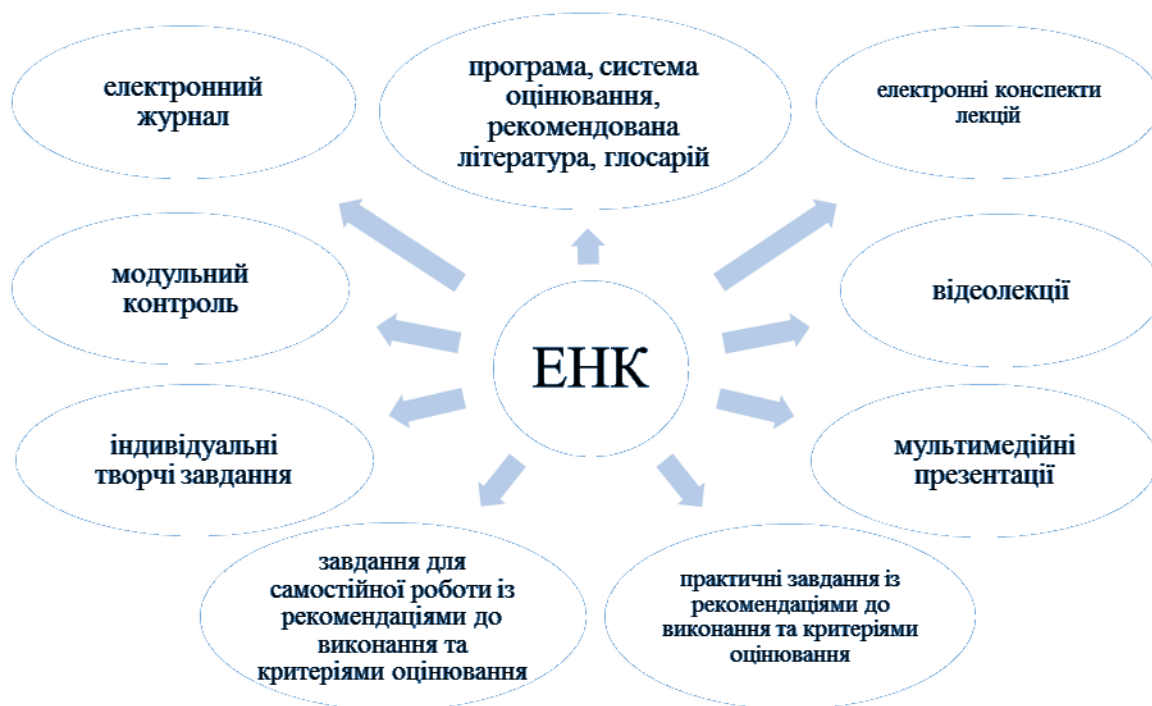 програма, система
оцінювання,
рекомендована
література, глосарій
електронні конспекти
лекцій
відеолекції
мультимедійні
презентації
практичні завдання із
рекомендаціями до
виконання та критеріями
оцінювання
завдання для
самостійної роботи із
рекомендаціями до
виконання та
критеріями оцінювання
індивідуальні
творчі завдання
модульний
контроль
електронний
журнал
ЕНК